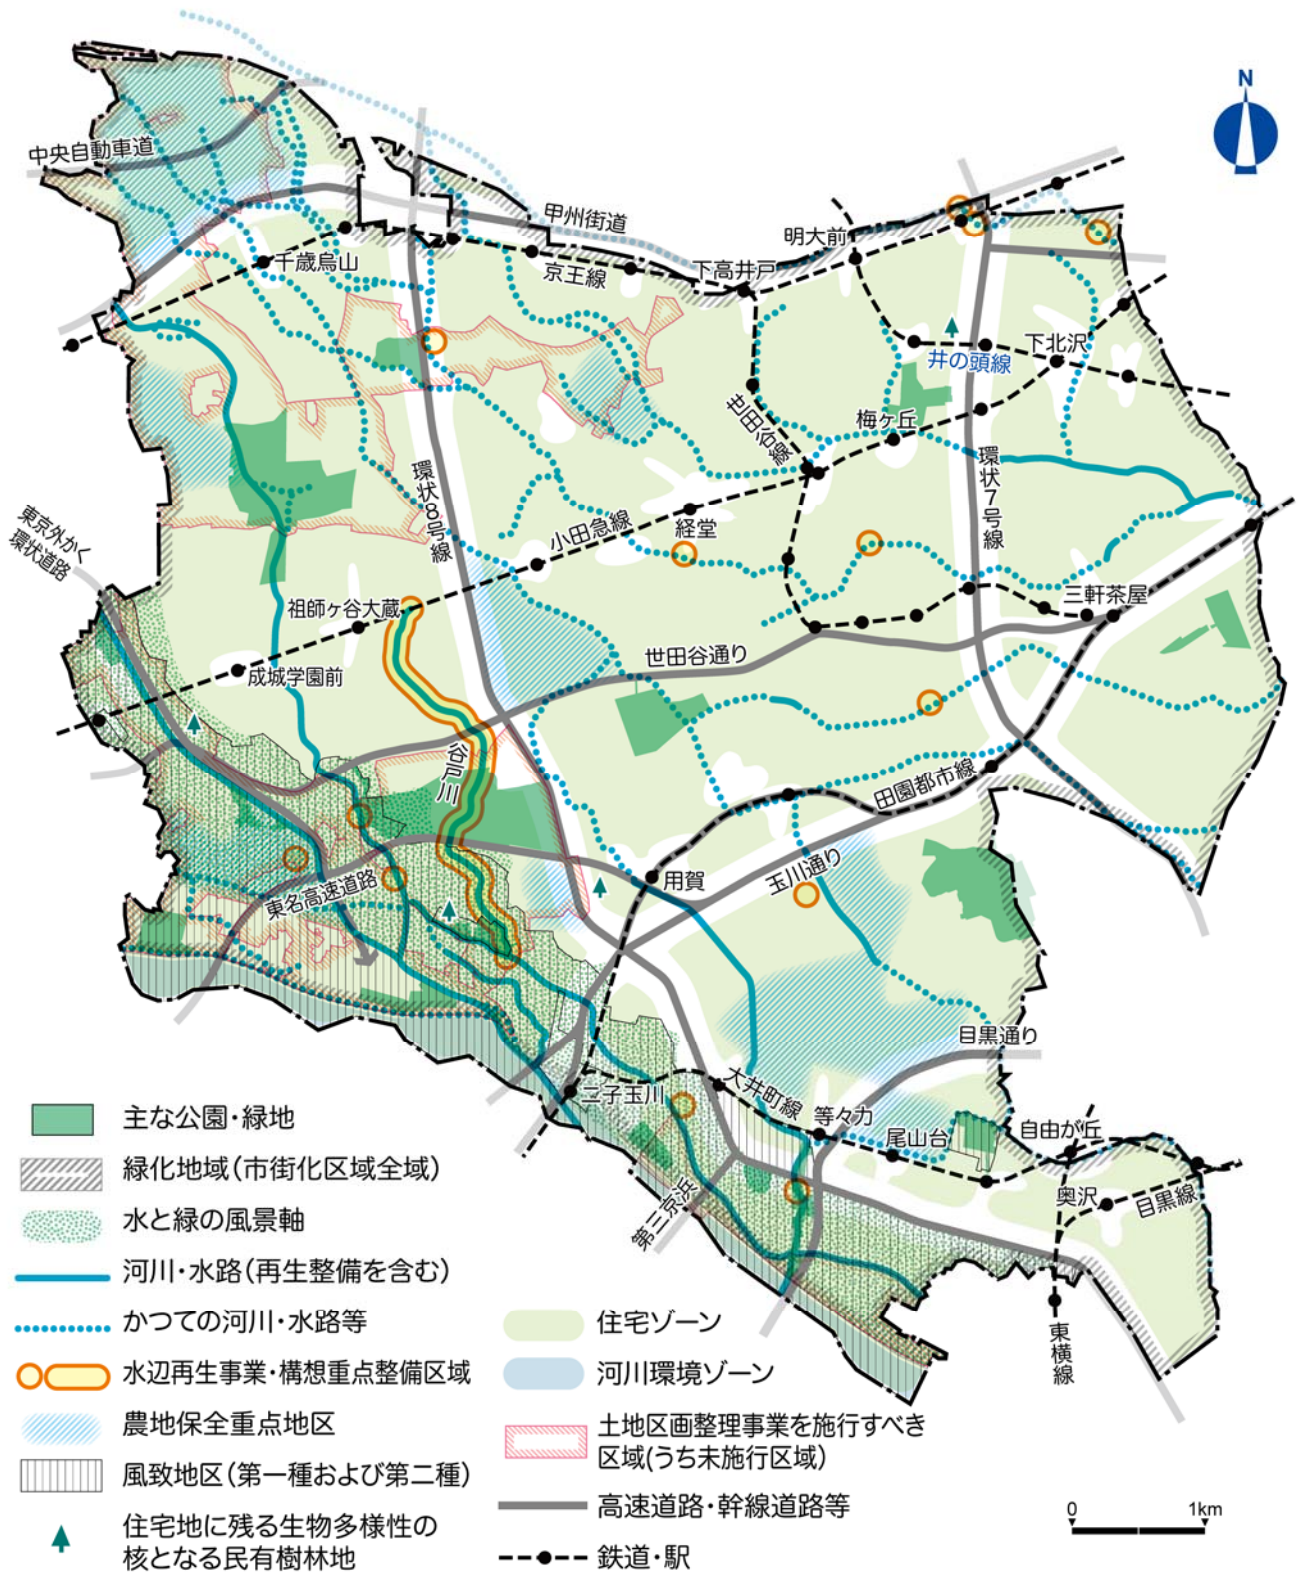 N
中央自動車道
甲州街道
千歳烏山
京王線
下高井戸
明大前
井の頭線
下北沢
世田谷線
梅ヶ丘
環状8号線
環状7号線
小田急線
経堂
東京外かく
環状道路
祖師ヶ谷大蔵
成城学園前
世田谷通り
三軒茶屋
谷戸川
田園都市線
用賀
玉川通り
東名高速道路
目黒通り
二子玉川
大井町線
等々力
尾山台
自由が丘
奥沢
目黒線
第三京浜
東横線
主な公園・緑地
緑化地域(市街化区域全域)
水と緑の風景軸
河川・水路(再生整備を含む)
かつての河川・水路等
水辺再生事業・構想重点整備区域
農地保全重点地区
風致地区(第一種および第二種)
住宅地に残る生物多様性の
核となる民有樹林地
住宅ゾーン
河川環境ゾーン
土地区画整理事業を施行すべき
区域(うち未施行区域)
高速道路・幹線道路等
鉄道・駅
0 1km